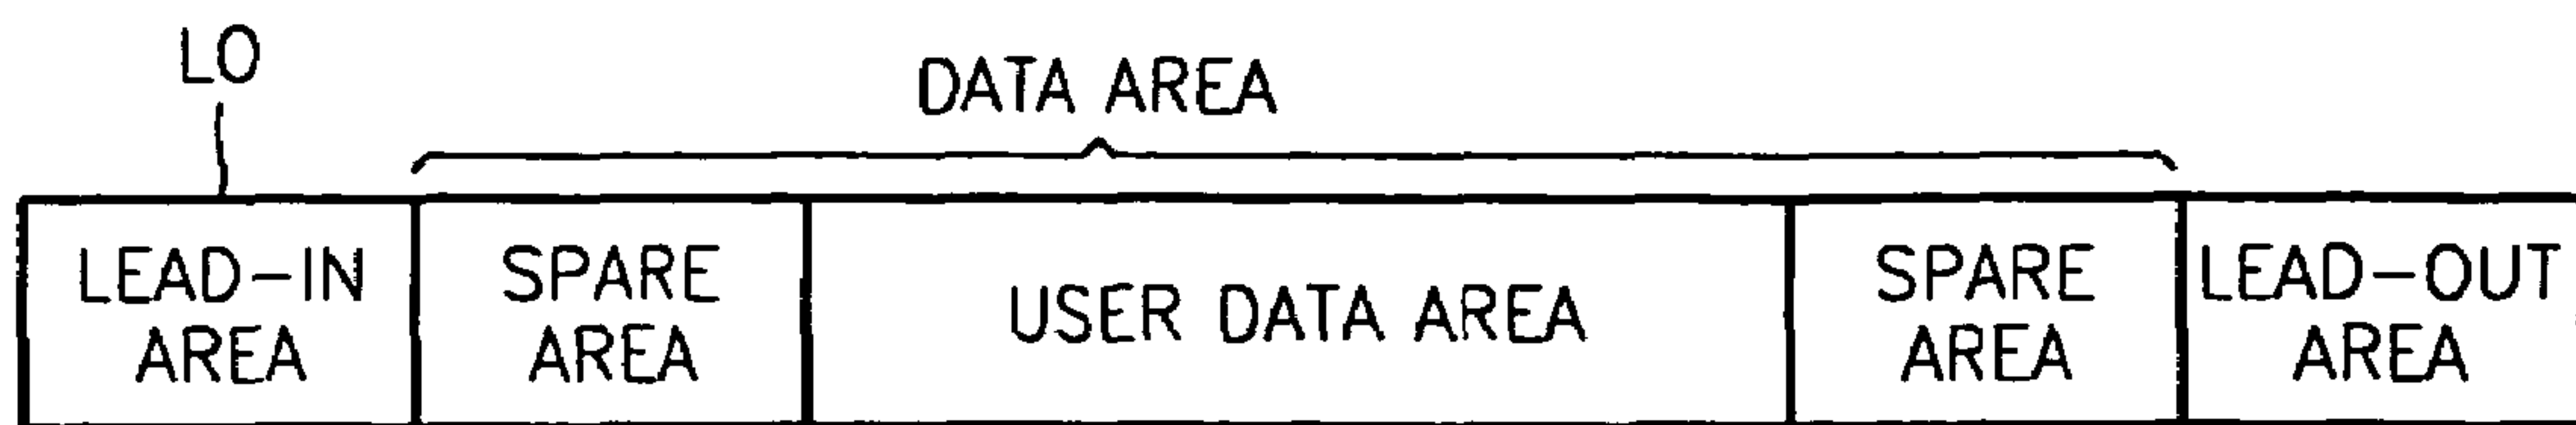 LO
DATA AREA
LEAD-IN
AREA
SPARE
AREA
USER DATA AREA
SPARE
AREA
LEAD-OUT
AREA